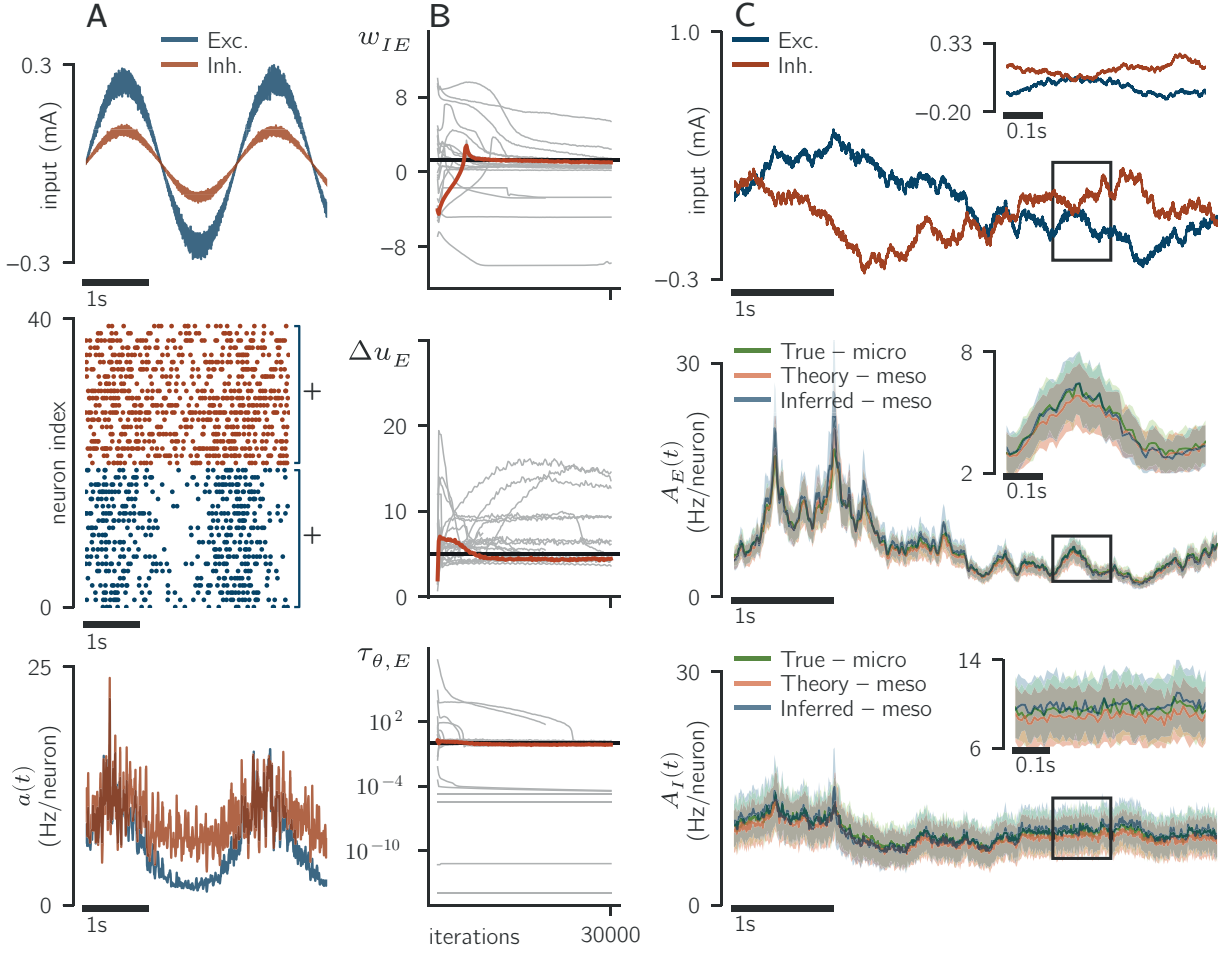 A
Exc.
Inh.
0.3
−0.3
input (mA)
1s
40
0
neuron index
+
+
1s
25
0
a(t)
(Hz/neuron)
1s
B
w_{IE}
8
0
−8
Δu_E
20
10
0
τ_{θ,E}
10^2
10^{−4}
10^{−10}
iterations
30000
C
1.0
−0.3
input (mA)
Exc.
Inh.
0.33
−0.20
0.1s
1s
30
0
A_E(t)
(Hz/neuron)
True – micro
Theory – meso
Inferred – meso
8
2
0.1s
1s
30
0
A_I(t)
(Hz/neuron)
True – micro
Theory – meso
Inferred – meso
14
6
0.1s
1s